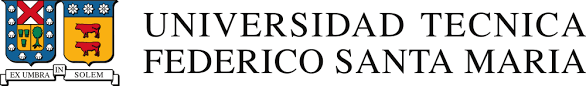 UNIVERSIDAD TECNICA
FEDERICO SANTA MARIA
EX UMBRA IN SOLEM